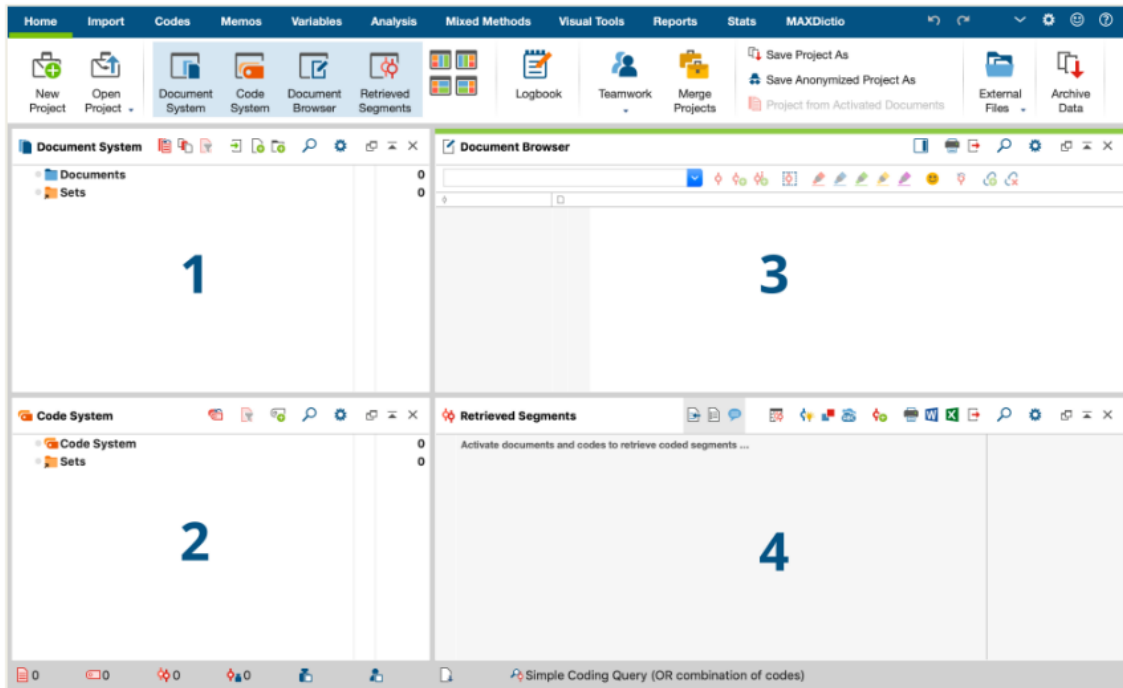 Home Import Codes Memos Variables Analysis Mixed Methods Visual Tools Reports Stats MAXDictio
New Project
Open Project
Document System
Code System
Document Browser
Retrieved Segments
Logbook
Teamwork
Merge Projects
Save Project As
Save Anonymized Project As
Project from Activated Documents
External Files
Archive Data
Document System
Documents 0
Sets 0
1
Document Browser
3
Code System
Code System 0
Sets 0
2
Retrieved Segments
Activate documents and codes to retrieve coded segments ...
4
0 0 0 0 Simple Coding Query (OR combination of codes)